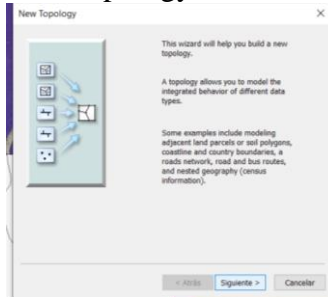 New Topology
This wizard will help you build a new
topology.
A topology allows you to model the
integrated behavior of different data
types.
Some examples include modeling
adjacent land parcels or soil polygons,
coastline and country boundaries, a
roads network, road and bus routes,
and nested geography (census
information).
< Atrás Siguiente > Cancelar